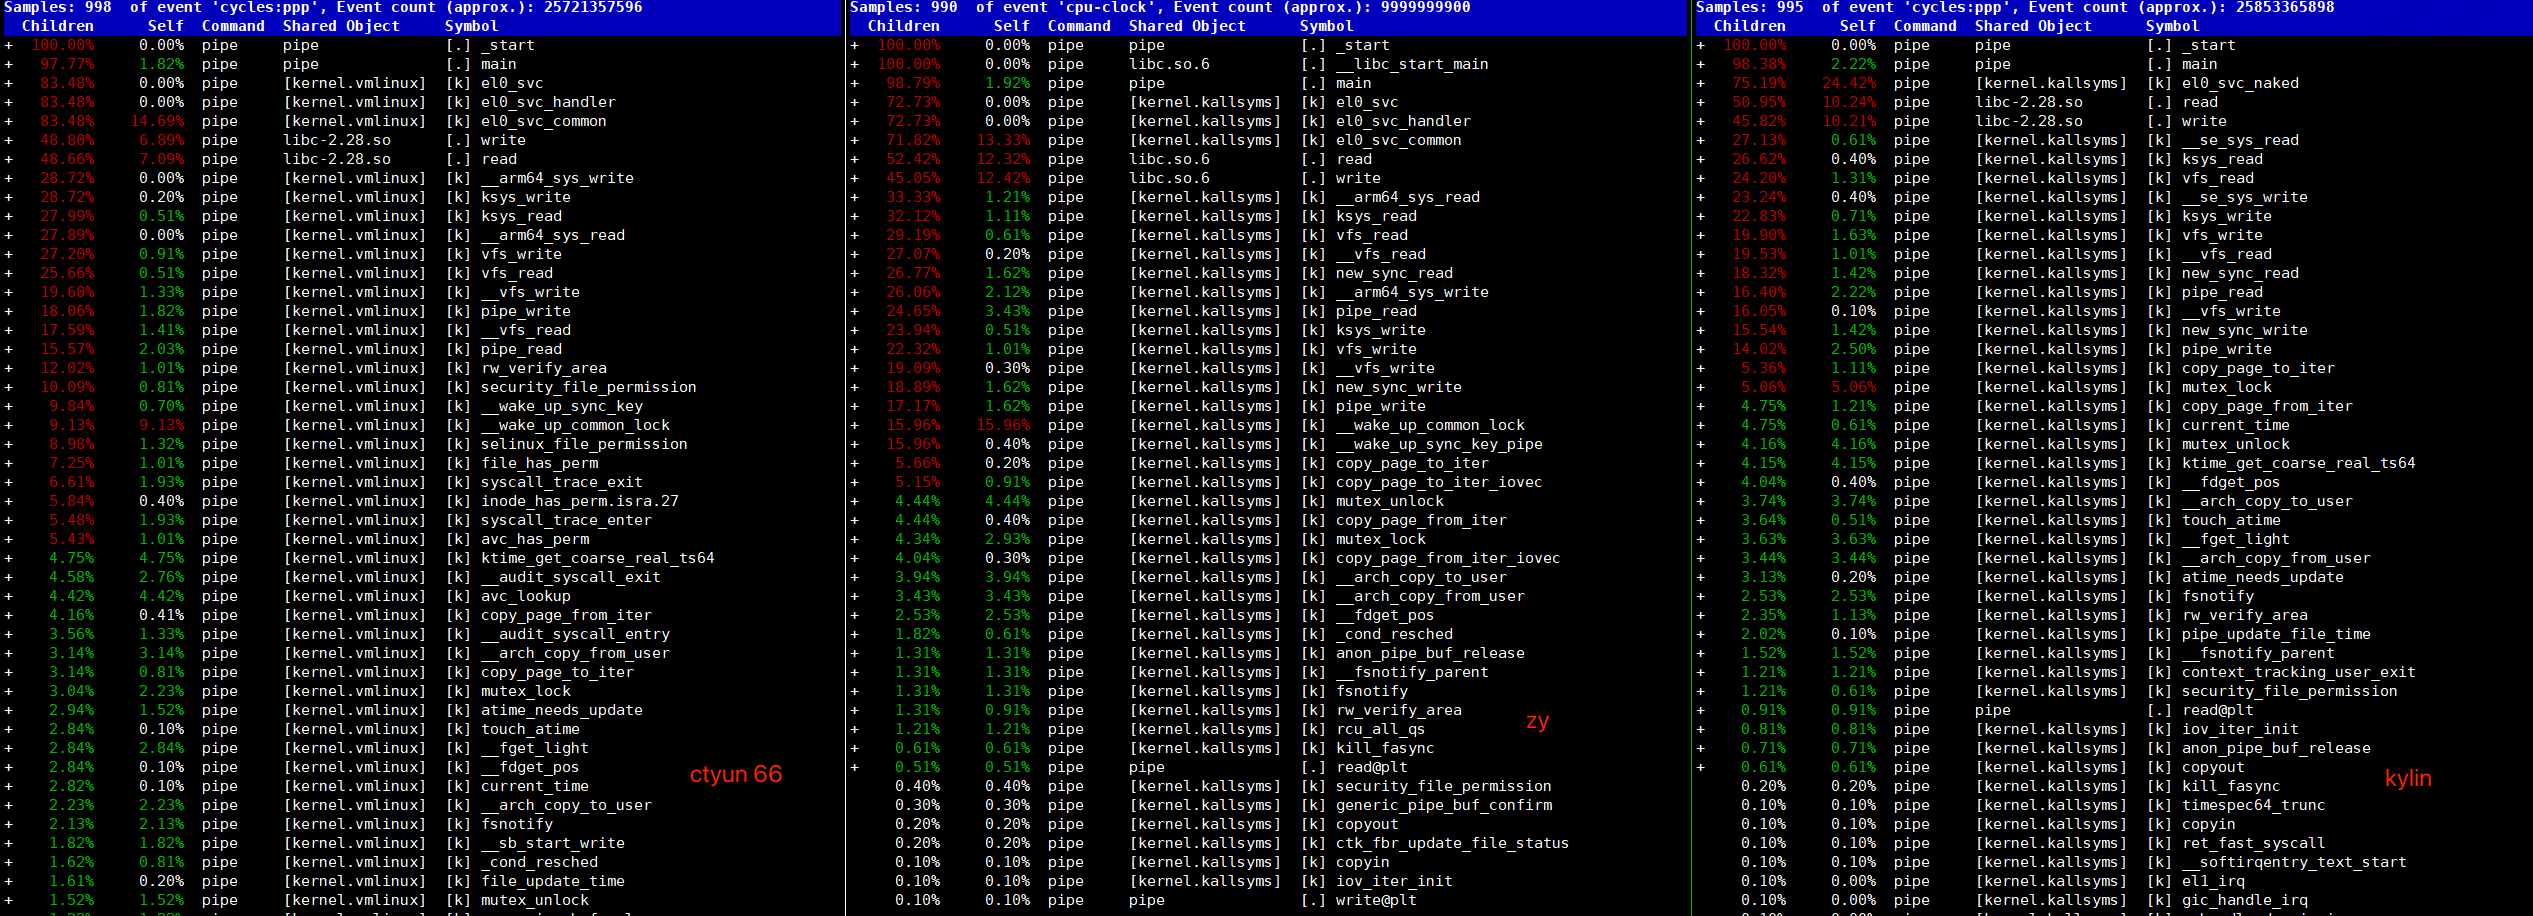 Samples: 998  of event 'cycles:ppp', Event count (approx.): 25721357596
Children Self Command Shared Object Symbol
+ 100.00% 0.00% pipe pipe [.] _start
+ 97.77% 1.82% pipe pipe [.] main
+ 83.48% 0.00% pipe [kernel.vmlinux] [k] el0_svc
+ 83.48% 0.00% pipe [kernel.vmlinux] [k] el0_svc_handler
+ 83.48% 14.69% pipe [kernel.vmlinux] [k] el0_svc_common
+ 48.80% 6.89% pipe libc-2.28.so [.] write
+ 48.66% 7.09% pipe libc-2.28.so [.] read
+ 28.72% 0.00% pipe [kernel.vmlinux] [k] __arm64_sys_write
+ 28.72% 0.20% pipe [kernel.vmlinux] [k] ksys_write
+ 27.99% 0.51% pipe [kernel.vmlinux] [k] ksys_read
+ 27.89% 0.00% pipe [kernel.vmlinux] [k] __arm64_sys_read
+ 27.20% 0.91% pipe [kernel.vmlinux] [k] vfs_write
+ 25.66% 0.51% pipe [kernel.vmlinux] [k] vfs_read
+ 19.60% 1.33% pipe [kernel.vmlinux] [k] __vfs_write
+ 18.06% 1.82% pipe [kernel.vmlinux] [k] pipe_write
+ 17.59% 1.41% pipe [kernel.vmlinux] [k] __vfs_read
+ 15.57% 2.03% pipe [kernel.vmlinux] [k] pipe_read
+ 12.02% 1.01% pipe [kernel.vmlinux] [k] rw_verify_area
+ 10.09% 0.81% pipe [kernel.vmlinux] [k] security_file_permission
+ 9.84% 0.70% pipe [kernel.vmlinux] [k] __wake_up_sync_key
+ 9.13% 9.13% pipe [kernel.vmlinux] [k] __wake_up_common_lock
+ 8.98% 1.32% pipe [kernel.vmlinux] [k] selinux_file_permission
+ 7.25% 1.01% pipe [kernel.vmlinux] [k] file_has_perm
+ 6.61% 1.93% pipe [kernel.vmlinux] [k] syscall_trace_exit
+ 5.84% 0.40% pipe [kernel.vmlinux] [k] inode_has_perm.isra.27
+ 5.48% 1.93% pipe [kernel.vmlinux] [k] syscall_trace_enter
+ 5.43% 1.01% pipe [kernel.vmlinux] [k] avc_has_perm
+ 4.75% 4.75% pipe [kernel.vmlinux] [k] ktime_get_coarse_real_ts64
+ 4.58% 2.76% pipe [kernel.vmlinux] [k] __audit_syscall_exit
+ 4.42% 4.42% pipe [kernel.vmlinux] [k] avc_lookup
+ 4.16% 0.41% pipe [kernel.vmlinux] [k] copy_page_from_iter
+ 3.56% 1.33% pipe [kernel.vmlinux] [k] __audit_syscall_entry
+ 3.14% 3.14% pipe [kernel.vmlinux] [k] __arch_copy_from_user
+ 3.14% 0.81% pipe [kernel.vmlinux] [k] copy_page_to_iter
+ 3.04% 2.23% pipe [kernel.vmlinux] [k] mutex_lock
+ 2.94% 1.52% pipe [kernel.vmlinux] [k] atime_needs_update
+ 2.84% 0.10% pipe [kernel.vmlinux] [k] touch_atime
+ 2.84% 2.84% pipe [kernel.vmlinux] [k] __fget_light
+ 2.84% 0.10% pipe [kernel.vmlinux] [k] __fdget_pos
ctyun 66
+ 2.82% 0.10% pipe [kernel.vmlinux] [k] current_time
+ 2.23% 2.23% pipe [kernel.vmlinux] [k] __arch_copy_to_user
+ 2.13% 2.13% pipe [kernel.vmlinux] [k] fsnotify
+ 1.82% 1.82% pipe [kernel.vmlinux] [k] __sb_start_write
+ 1.62% 0.81% pipe [kernel.vmlinux] [k] _cond_resched
+ 1.61% 0.20% pipe [kernel.vmlinux] [k] file_update_time
+ 1.52% 1.52% pipe [kernel.vmlinux] [k] mutex_unlock
Samples: 990  of event 'cpu-clock', Event count (approx.): 9999999900
Children Self Command Shared Object Symbol
+ 100.00% 0.00% pipe pipe [.] _start
+ 100.00% 0.00% pipe libc.so.6 [.] __libc_start_main
+ 98.79% 1.92% pipe pipe [.] main
+ 72.73% 0.00% pipe [kernel.kallsyms] [k] el0_svc
+ 72.73% 0.00% pipe [kernel.kallsyms] [k] el0_svc_handler
+ 71.82% 13.33% pipe [kernel.kallsyms] [k] el0_svc_common
+ 52.42% 12.32% pipe libc.so.6 [.] read
+ 45.05% 12.42% pipe libc.so.6 [.] write
+ 33.33% 1.21% pipe [kernel.kallsyms] [k] __arm64_sys_read
+ 32.12% 1.11% pipe [kernel.kallsyms] [k] ksys_read
+ 29.19% 0.61% pipe [kernel.kallsyms] [k] vfs_read
+ 27.07% 0.20% pipe [kernel.kallsyms] [k] __vfs_read
+ 26.77% 1.62% pipe [kernel.kallsyms] [k] new_sync_read
+ 26.06% 2.12% pipe [kernel.kallsyms] [k] __arm64_sys_write
+ 24.65% 3.43% pipe [kernel.kallsyms] [k] pipe_read
+ 23.94% 0.51% pipe [kernel.kallsyms] [k] ksys_write
+ 22.32% 1.01% pipe [kernel.kallsyms] [k] vfs_write
+ 19.09% 0.30% pipe [kernel.kallsyms] [k] __vfs_write
+ 18.89% 1.62% pipe [kernel.kallsyms] [k] new_sync_write
+ 17.17% 1.62% pipe [kernel.kallsyms] [k] pipe_write
+ 15.96% 15.96% pipe [kernel.kallsyms] [k] __wake_up_common_lock
+ 15.96% 0.40% pipe [kernel.kallsyms] [k] __wake_up_sync_key_pipe
+ 5.66% 0.20% pipe [kernel.kallsyms] [k] copy_page_to_iter
+ 5.15% 0.91% pipe [kernel.kallsyms] [k] copy_page_to_iter_iovec
+ 4.44% 4.44% pipe [kernel.kallsyms] [k] mutex_unlock
+ 4.44% 0.40% pipe [kernel.kallsyms] [k] copy_page_from_iter
+ 4.34% 2.93% pipe [kernel.kallsyms] [k] mutex_lock
+ 4.04% 0.30% pipe [kernel.kallsyms] [k] copy_page_from_iter_iovec
+ 3.94% 3.94% pipe [kernel.kallsyms] [k] __arch_copy_to_user
+ 3.43% 3.43% pipe [kernel.kallsyms] [k] __arch_copy_from_user
+ 2.53% 2.53% pipe [kernel.kallsyms] [k] __fdget_pos
+ 1.82% 0.61% pipe [kernel.kallsyms] [k] _cond_resched
+ 1.31% 1.31% pipe [kernel.kallsyms] [k] anon_pipe_buf_release
+ 1.31% 1.31% pipe [kernel.kallsyms] [k] __fsnotify_parent
+ 1.31% 1.31% pipe [kernel.kallsyms] [k] fsnotify
+ 1.31% 0.91% pipe [kernel.kallsyms] [k] rw_verify_area
zy
+ 1.21% 1.21% pipe [kernel.kallsyms] [k] rcu_all_qs
+ 0.61% 0.61% pipe [kernel.kallsyms] [k] kill_fasync
+ 0.51% 0.51% pipe pipe [.] read@plt
0.40% 0.40% pipe [kernel.kallsyms] [k] security_file_permission
0.30% 0.30% pipe [kernel.kallsyms] [k] generic_pipe_buf_confirm
0.20% 0.20% pipe [kernel.kallsyms] [k] copyout
0.20% 0.20% pipe [kernel.kallsyms] [k] ctk_fbr_update_file_status
0.10% 0.10% pipe [kernel.kallsyms] [k] copyin
0.10% 0.10% pipe [kernel.kallsyms] [k] iov_iter_init
0.10% 0.10% pipe pipe [.] write@plt
Samples: 995  of event 'cycles:ppp', Event count (approx.): 25853365898
Children Self Command Shared Object Symbol
+ 100.00% 0.00% pipe pipe [.] _start
+ 98.38% 2.22% pipe pipe [.] main
+ 75.19% 24.42% pipe [kernel.kallsyms] [k] el0_svc_naked
+ 50.95% 10.24% pipe libc-2.28.so [.] read
+ 45.82% 10.21% pipe libc-2.28.so [.] write
+ 27.13% 0.61% pipe [kernel.kallsyms] [k] __se_sys_read
+ 26.62% 0.40% pipe [kernel.kallsyms] [k] ksys_read
+ 24.20% 1.31% pipe [kernel.kallsyms] [k] vfs_read
+ 23.24% 0.40% pipe [kernel.kallsyms] [k] __se_sys_write
+ 22.83% 0.71% pipe [kernel.kallsyms] [k] ksys_write
+ 19.90% 1.63% pipe [kernel.kallsyms] [k] vfs_write
+ 19.53% 1.01% pipe [kernel.kallsyms] [k] __vfs_read
+ 18.32% 1.42% pipe [kernel.kallsyms] [k] new_sync_read
+ 16.40% 2.22% pipe [kernel.kallsyms] [k] pipe_read
+ 16.05% 0.10% pipe [kernel.kallsyms] [k] __vfs_write
+ 15.54% 1.42% pipe [kernel.kallsyms] [k] new_sync_write
+ 14.02% 2.50% pipe [kernel.kallsyms] [k] pipe_write
+ 5.36% 1.11% pipe [kernel.kallsyms] [k] copy_page_to_iter
+ 5.06% 5.06% pipe [kernel.kallsyms] [k] mutex_lock
+ 4.75% 1.21% pipe [kernel.kallsyms] [k] copy_page_from_iter
+ 4.75% 0.61% pipe [kernel.kallsyms] [k] current_time
+ 4.16% 4.16% pipe [kernel.kallsyms] [k] mutex_unlock
+ 4.15% 4.15% pipe [kernel.kallsyms] [k] ktime_get_coarse_real_ts64
+ 4.04% 0.40% pipe [kernel.kallsyms] [k] __fdget_pos
+ 3.74% 3.74% pipe [kernel.kallsyms] [k] __arch_copy_to_user
+ 3.64% 0.51% pipe [kernel.kallsyms] [k] touch_atime
+ 3.63% 3.63% pipe [kernel.kallsyms] [k] __fget_light
+ 3.44% 3.44% pipe [kernel.kallsyms] [k] __arch_copy_from_user
+ 3.13% 0.20% pipe [kernel.kallsyms] [k] atime_needs_update
+ 2.53% 2.53% pipe [kernel.kallsyms] [k] fsnotify
+ 2.35% 1.13% pipe [kernel.kallsyms] [k] rw_verify_area
+ 2.02% 0.10% pipe [kernel.kallsyms] [k] pipe_update_file_time
+ 1.52% 1.52% pipe [kernel.kallsyms] [k] __fsnotify_parent
+ 1.21% 1.21% pipe [kernel.kallsyms] [k] context_tracking_user_exit
+ 1.21% 0.61% pipe [kernel.kallsyms] [k] security_file_permission
+ 0.91% 0.91% pipe pipe [.] read@plt
+ 0.81% 0.81% pipe [kernel.kallsyms] [k] iov_iter_init
+ 0.71% 0.71% pipe [kernel.kallsyms] [k] anon_pipe_buf_release
+ 0.61% 0.61% pipe [kernel.kallsyms] [k] copyout
kylin
0.20% 0.20% pipe [kernel.kallsyms] [k] kill_fasync
0.10% 0.10% pipe [kernel.kallsyms] [k] timespec64_trunc
0.10% 0.10% pipe [kernel.kallsyms] [k] copyin
0.10% 0.10% pipe [kernel.kallsyms] [k] ret_fast_syscall
0.10% 0.10% pipe [kernel.kallsyms] [k] __softirqentry_text_start
0.10% 0.00% pipe [kernel.kallsyms] [k] el1_irq
0.10% 0.00% pipe [kernel.kallsyms] [k] gic_handle_irq